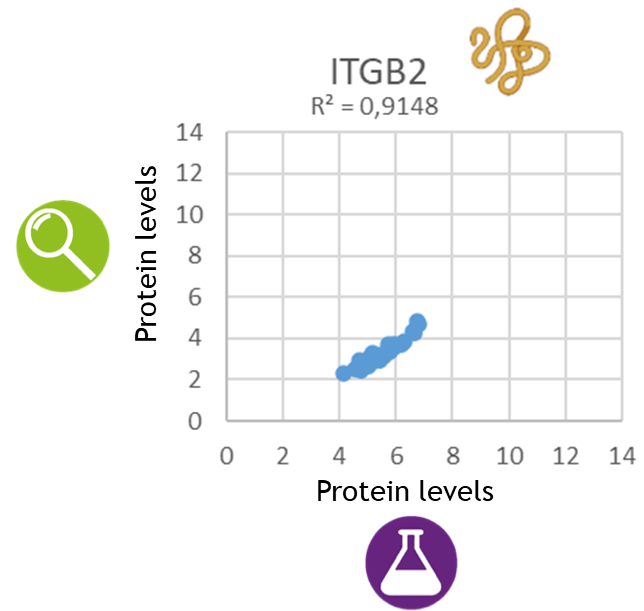 ITGB2
R² = 0,9148
Protein levels
14
12
10
8
6
4
2
0
0 2 4 6 8 10 12 14
Protein levels